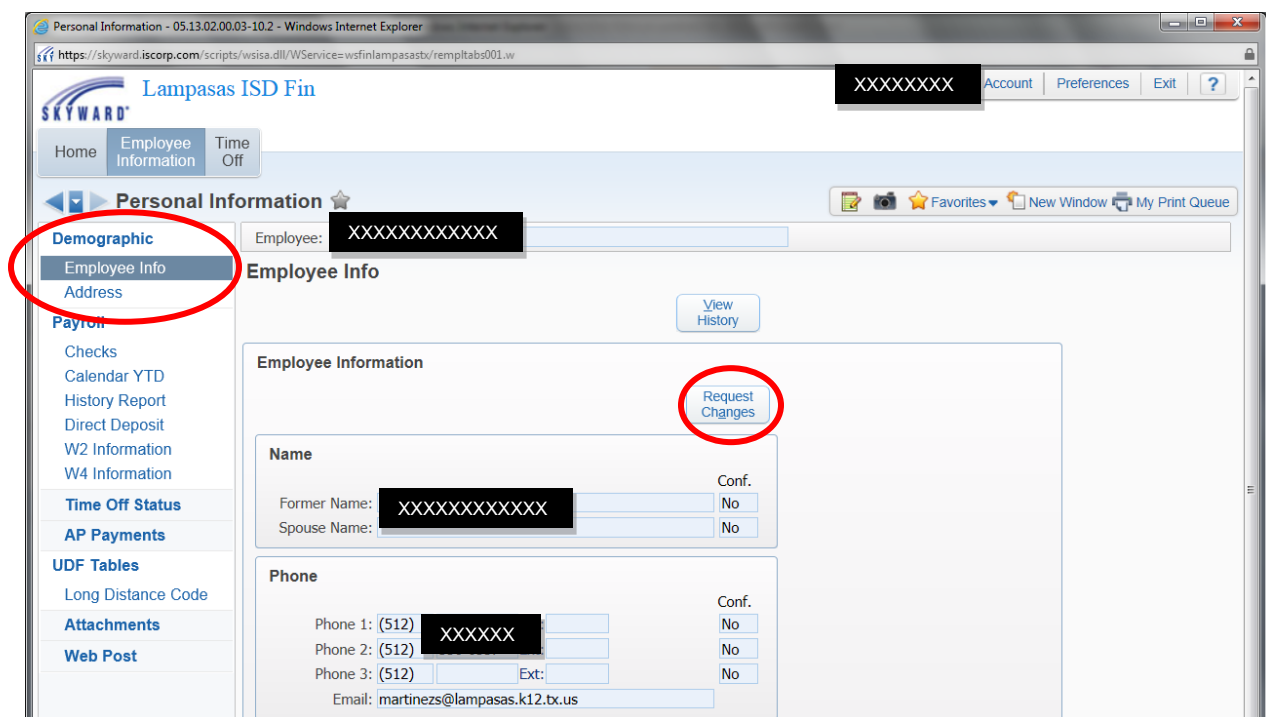 Personal Information - 05.13.02.00.03-10.2 - Windows Internet Explorer
https://skyward.iscorp.com/scripts/wsisa.dll/WService=wsfinlampasastx/rempltabs001.w
SKYWARD
Lampasas ISD Fin
XXXXXXXX Account Preferences Exit ?
Home Employee Information Time Off
Personal Information
Favorites New Window My Print Queue
Demographic
Employee Info
Address
Payroll
Checks
Calendar YTD
History Report
Direct Deposit
W2 Information
W4 Information
Time Off Status
AP Payments
UDF Tables
Long Distance Code
Attachments
Web Post
Employee: XXXXXXXXXXXX
Employee Info
View
History
Employee Information
Request
Changes
Name
Conf.
Former Name: XXXXXXXXXXXX No
Spouse Name: No
Phone
Conf.
Phone 1: (512) XXXXXX No
Phone 2: (512) No
Phone 3: (512) Ext: No
Email: martinezs@lampasas.k12.tx.us